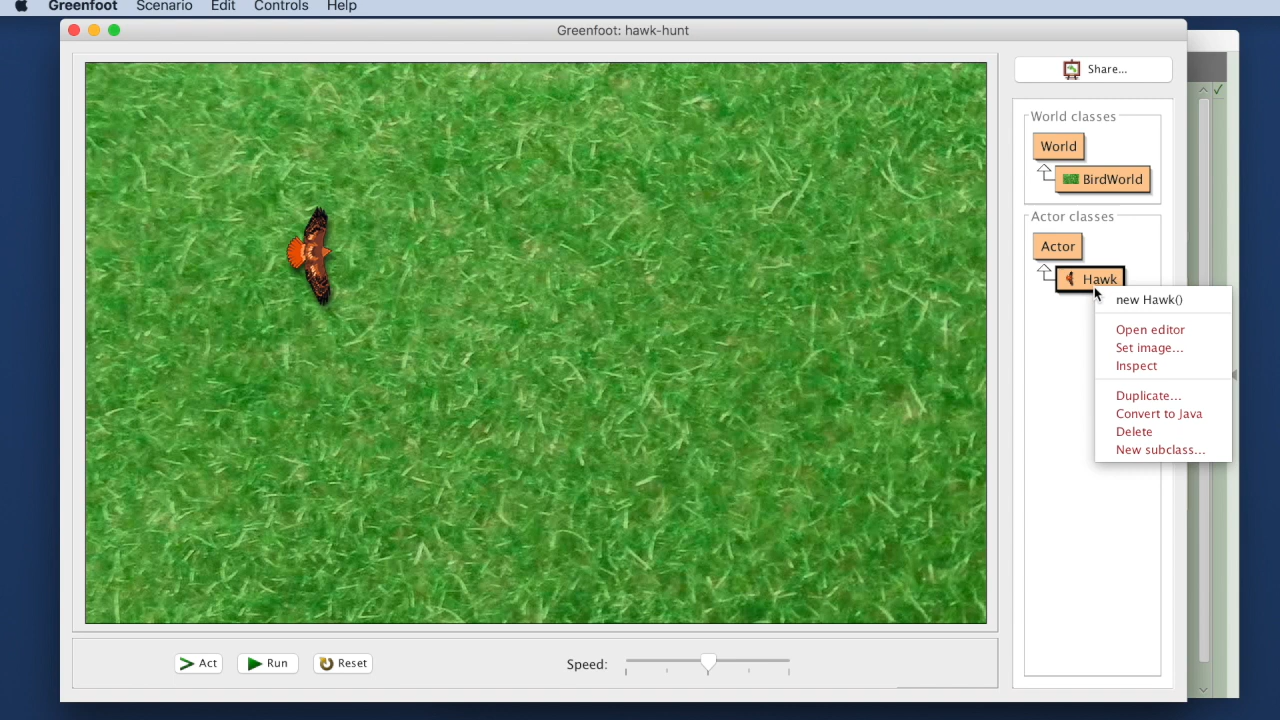 Greenfoot Scenario Edit Controls Help
Greenfoot: hawk-hunt
Share...
World classes
World
BirdWorld
Actor classes
Actor
Hawk
new Hawk()
Open editor
Set image...
Inspect
Duplicate...
Convert to Java
Delete
New subclass...
Act Run Reset Speed: